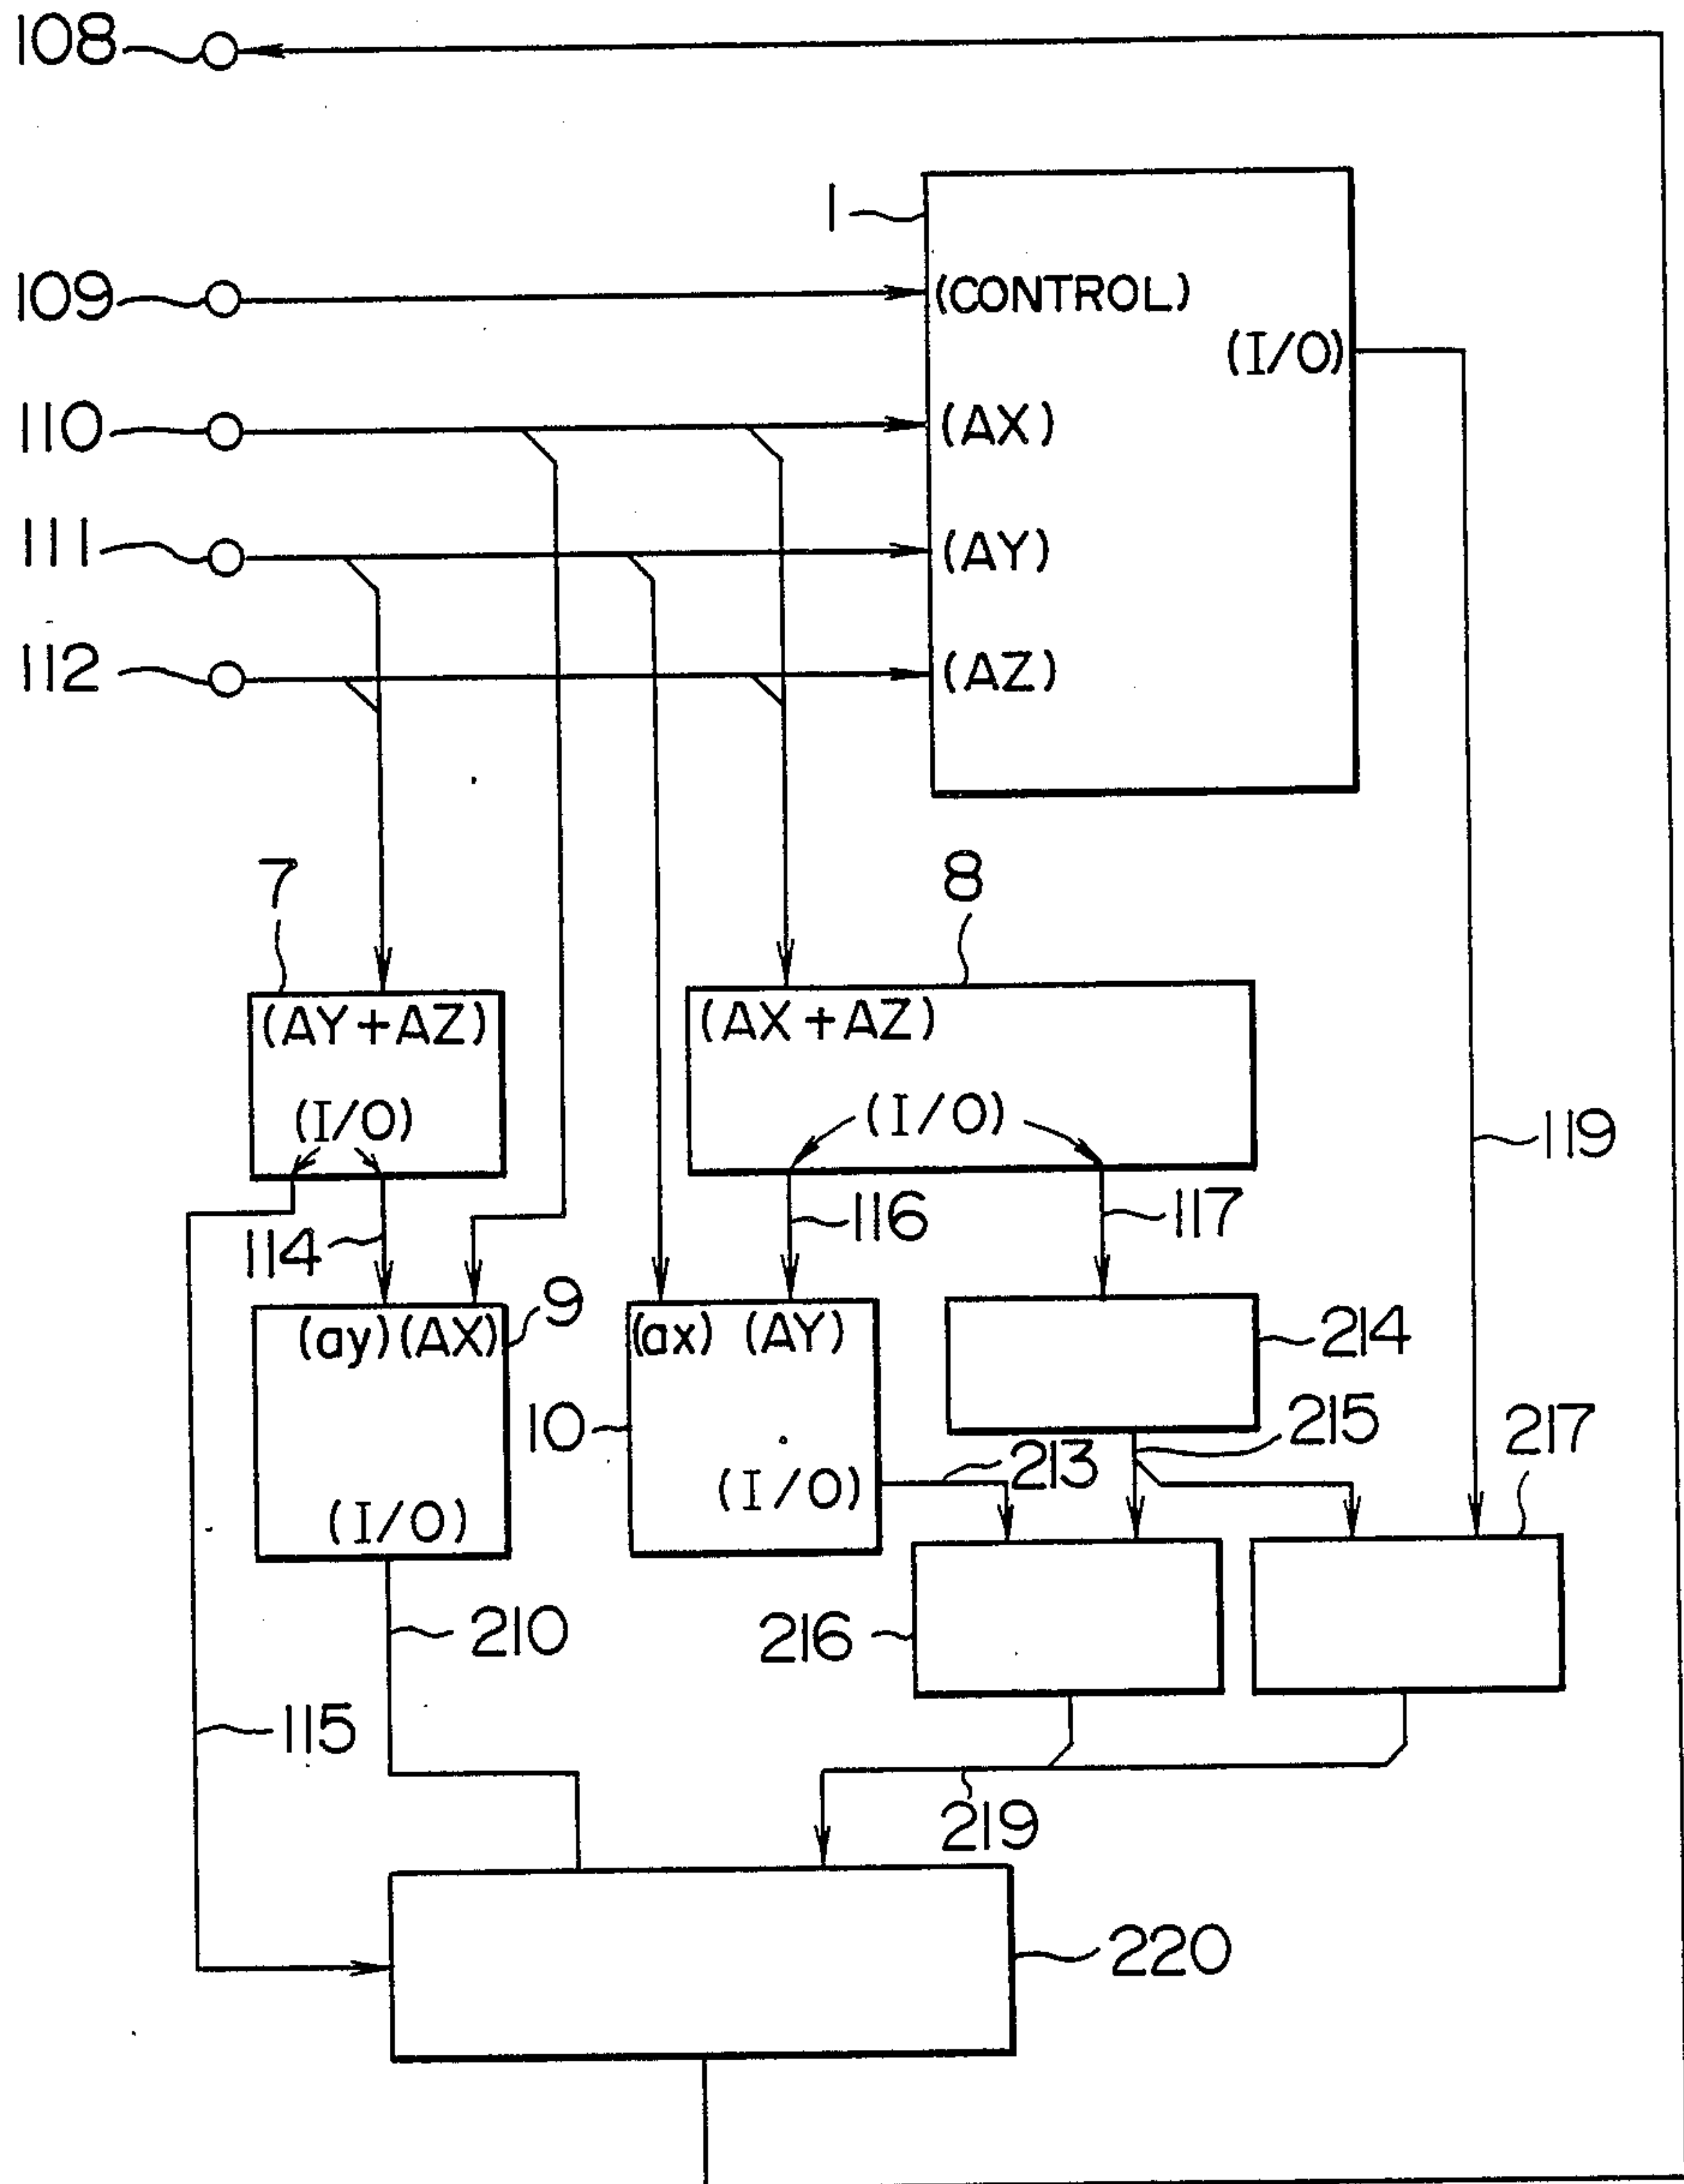 108
1
109
(CONTROL)
(I/O)
110
(AX)
111
(AY)
112
(AZ)
7
8
(AY+AZ)
(AX+AZ)
(I/O)
(I/O)
119
116
117
114
9
(ay)(AX)
(ax) (AY)
214
10
215
217
213
(I/O)
(I/O)
210
216
115
219
220